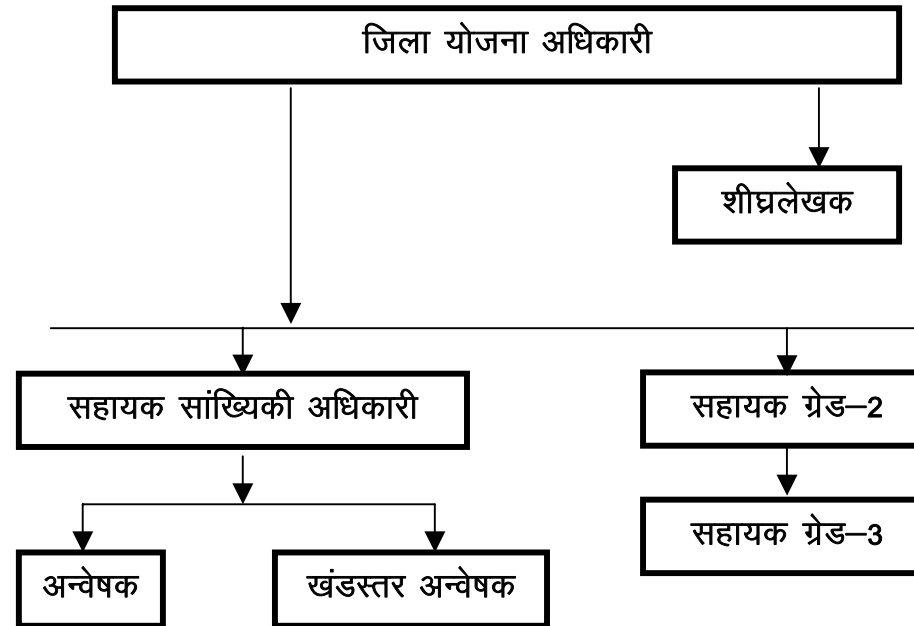 जिला योजना अधिकारी
शीघ्रलेखक
सहायक सांख्यिकी अधिकारी
सहायक ग्रेड–2
सहायक ग्रेड–3
अन्वेषक
खंडस्तर अन्वेषक